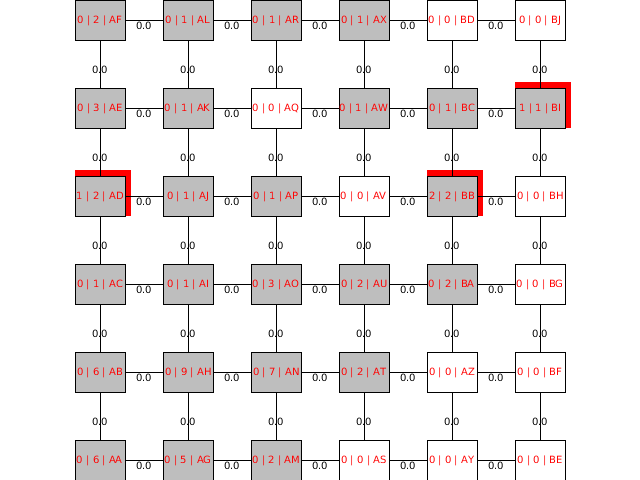 0 | 2 | AF 0.0 0 | 1 | AL 0.0 0 | 1 | AR 0.0 0 | 1 | AX 0.0 0 | 0 | BD 0.0 0 | 0 | BJ
0.0 0.0 0.0 0.0 0.0 0.0
0 | 3 | AE 0.0 0 | 1 | AK 0.0 0 | 0 | AQ 0.0 0 | 1 | AW 0.0 0 | 1 | BC 0.0 1 | 1 | BI
0.0 0.0 0.0 0.0 0.0 0.0
1 | 2 | AD 0.0 0 | 1 | AJ 0.0 0 | 1 | AP 0.0 0 | 0 | AV 0.0 2 | 2 | BB 0.0 0 | 0 | BH
0.0 0.0 0.0 0.0 0.0 0.0
0 | 1 | AC 0.0 0 | 1 | AI 0.0 0 | 3 | AO 0.0 0 | 2 | AU 0.0 0 | 2 | BA 0.0 0 | 0 | BG
0.0 0.0 0.0 0.0 0.0 0.0
0 | 6 | AB 0.0 0 | 9 | AH 0.0 0 | 7 | AN 0.0 0 | 2 | AT 0.0 0 | 0 | AZ 0.0 0 | 0 | BF
0.0 0.0 0.0 0.0 0.0 0.0
0 | 6 | AA 0.0 0 | 5 | AG 0.0 0 | 2 | AM 0.0 0 | 0 | AS 0.0 0 | 0 | AY 0.0 0 | 0 | BE